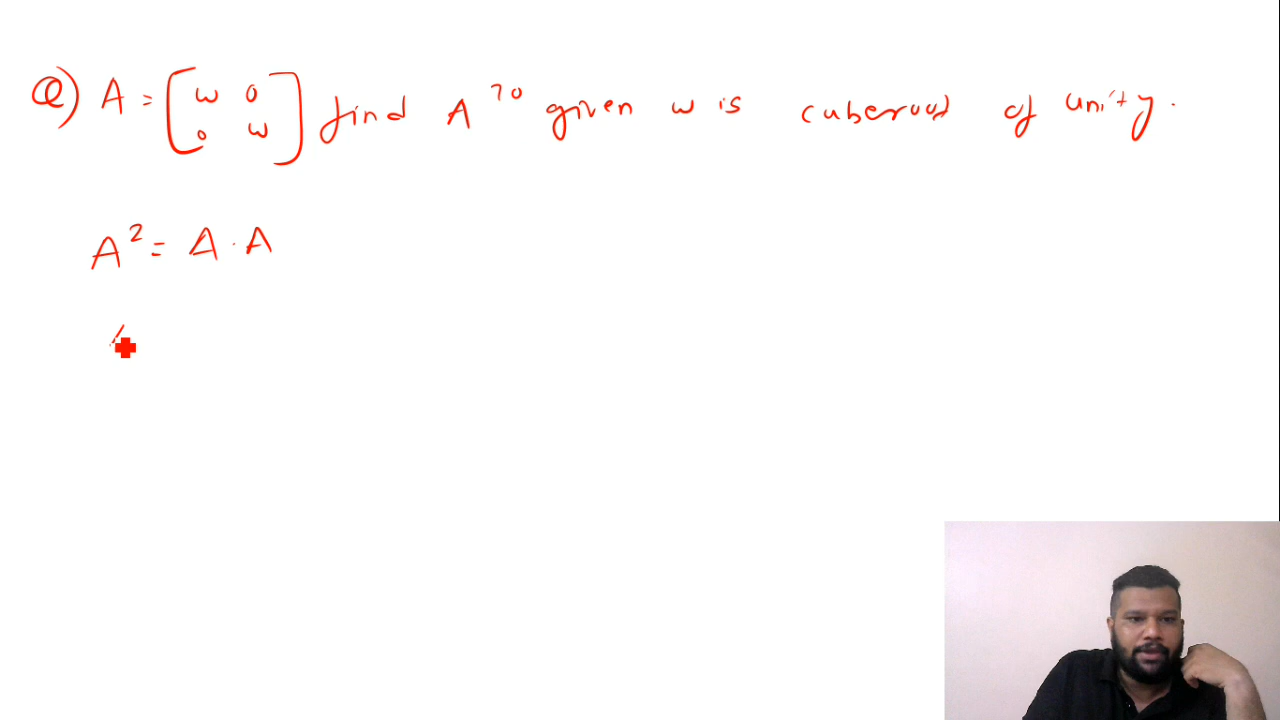 Q) A = [ω 0 0 ω] find A^70 given ω is cuberoot of unity.
A^2 = A · A